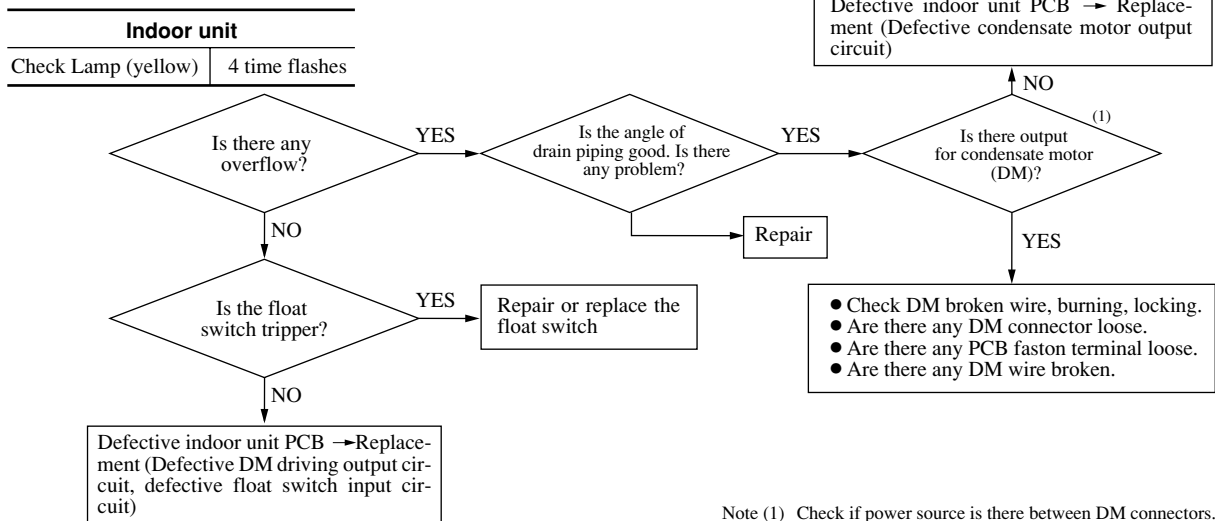 Indoor unit
Check Lamp (yellow) 4 time flashes
Defective indoor unit PCB → Replace-
ment (Defective condensate motor output
circuit)
NO
Is there any
overflow?
YES
Is the angle of
drain piping good. Is there
any problem?
YES
(1)
Is there output
for condensate motor
(DM)?
NO
Repair
YES
Is the float
switch tripper?
YES
Repair or replace the
float switch
● Check DM broken wire, burning, locking.
● Are there any DM connector loose.
● Are there any PCB faston terminal loose.
● Are there any DM wire broken.
NO
Defective indoor unit PCB →Replace-
ment (Defective DM driving output cir-
cuit, defective float switch input cir-
cuit)
Note (1) Check if power source is there between DM connectors.